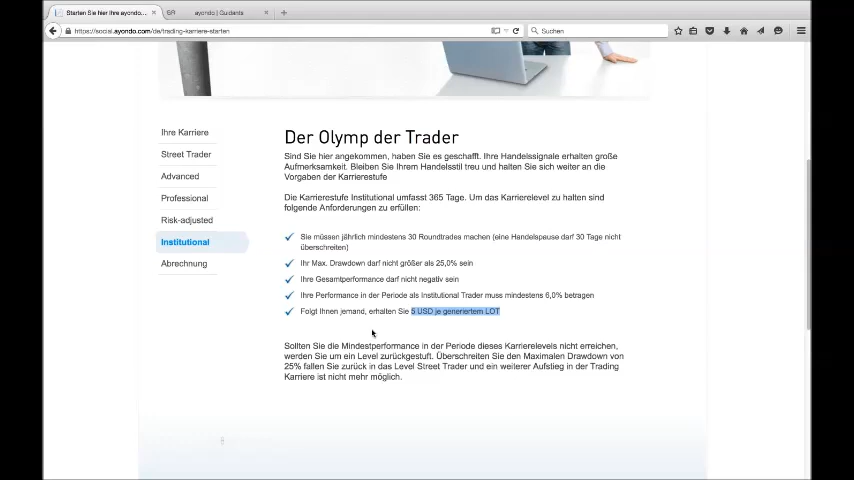 Starten Sie hier Ihre ayondo...
GR
ayondo | Guidants
https://social.ayondo.com/de/trading-karriere-starten
Suchen
Ihre Karriere
Street Trader
Advanced
Professional
Risk-adjusted
Institutional
Abrechnung
Der Olymp der Trader
Sind Sie hier angekommen, haben Sie es geschafft. Ihre Handelssignale erhalten große
Aufmerksamkeit. Bleiben Sie Ihrem Handelsstil treu und halten Sie sich weiter an die
Vorgaben der Karrierestufe
Die Karrierestufe Institutional umfasst 365 Tage. Um das Karrierelevel zu halten sind
folgende Anforderungen zu erfüllen:
Sie müssen jährlich mindestens 30 Roundtrades machen (eine Handelspause darf 30 Tage nicht
überschreiten)
Ihr Max. Drawdown darf nicht größer als 25,0% sein
Ihre Gesamtperformance darf nicht negativ sein
Ihre Performance in der Periode als Institutional Trader muss mindestens 6,0% betragen
Folgt Ihnen jemand, erhalten Sie 5 USD je generiertem LOT
Sollten Sie die Mindestperformance in der Periode dieses Karrierelevels nicht erreichen,
werden Sie um ein Level zurückgestuft. Überschreiten Sie den Maximalen Drawdown von
25% fallen Sie zurück in das Level Street Trader und ein weiterer Aufstieg in der Trading
Karriere ist nicht mehr möglich.